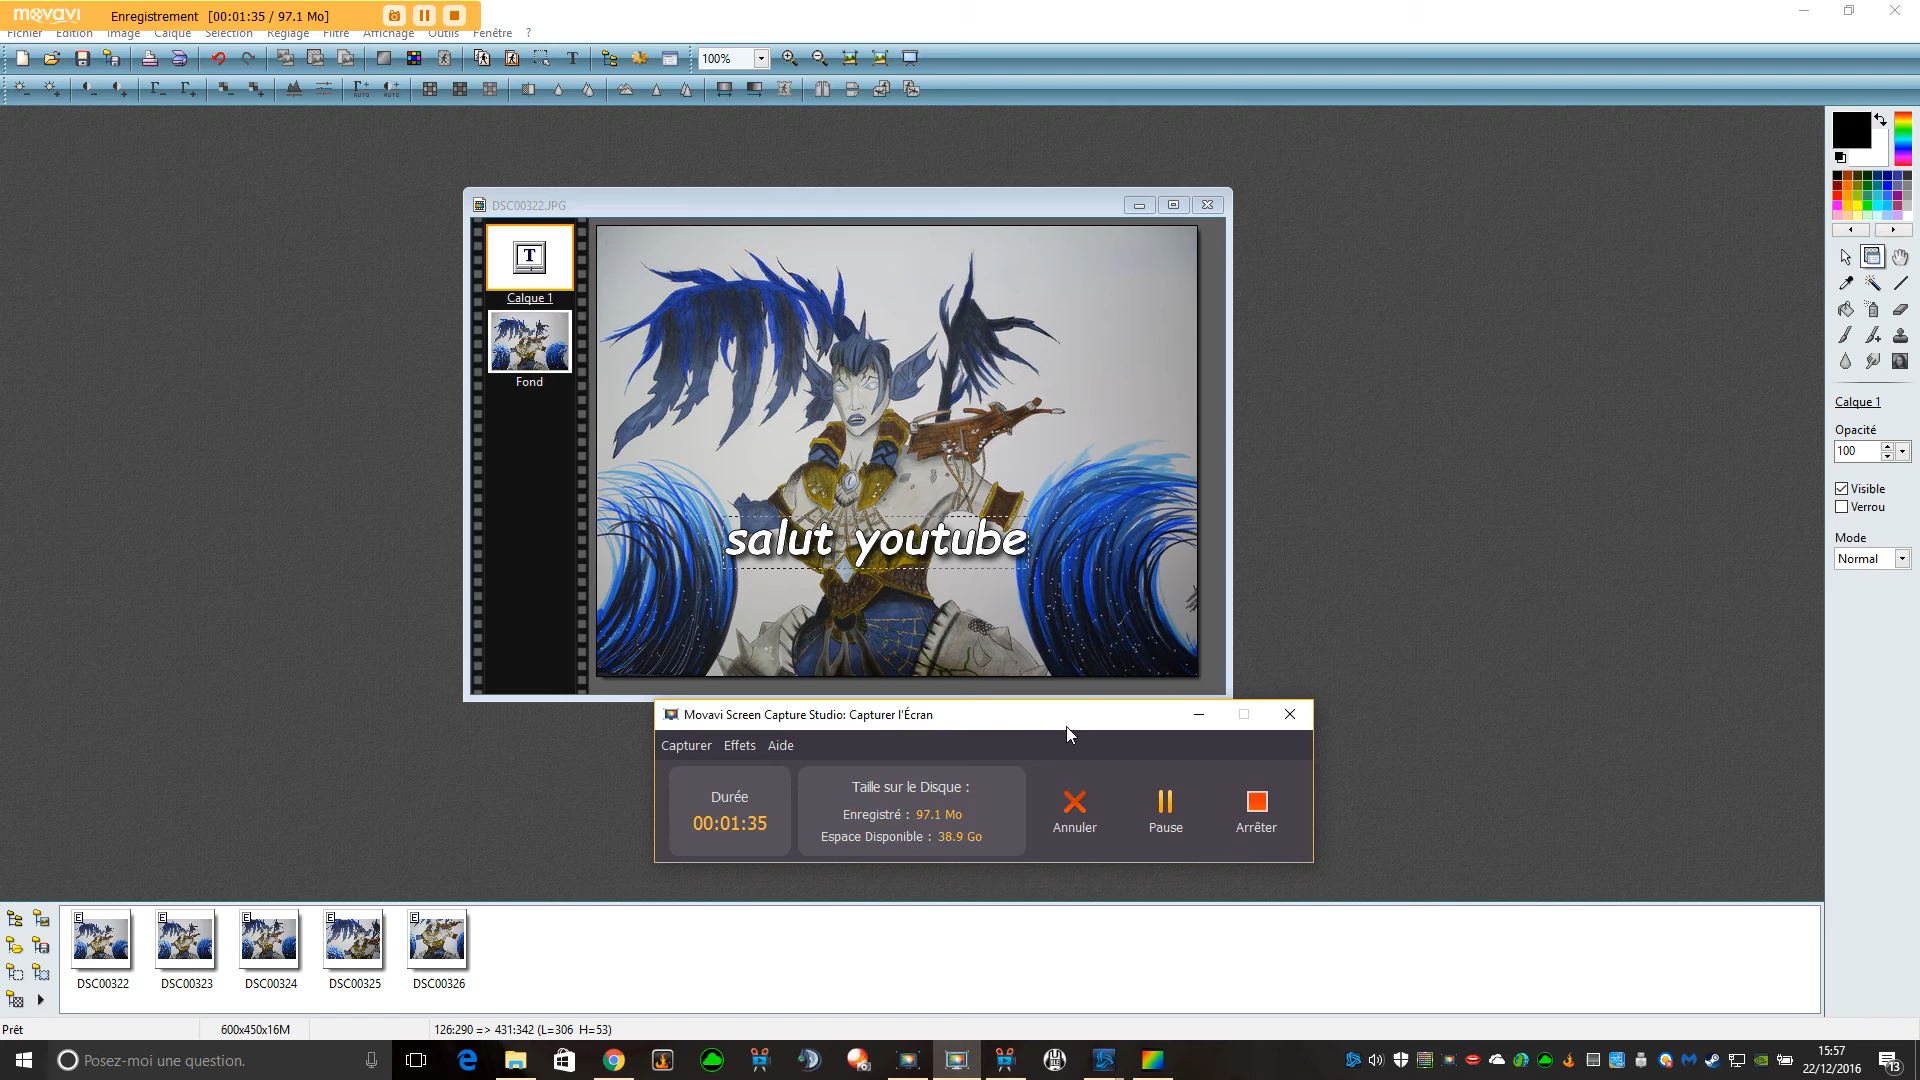 movavi Enregistrement [00:01:35 / 97.1 Mo]
Fichier Edition Image Calque Sélection Réglage Filtre Affichage Outils Fenêtre ?
T 100%
AUTO AUTO
DSC00322.JPG
T
Calque 1
Fond
salut youtube
Calque 1
Opacité
100
Visible
Verrou
Mode
Normal
Movavi Screen Capture Studio: Capturer l'Écran
Capturer Effets Aide
Durée
00:01:35
Taille sur le Disque :
Enregistré : 97.1 Mo
Espace Disponible : 38.9 Go
Annuler
Pause
Arrêter
E E E E E
DSC00322 DSC00323 DSC00324 DSC00325 DSC00326
Prêt 600x450x16M 126:290 => 431:342 (L=306 H=53)
Posez-moi une question.
15:57
22/12/2016
13